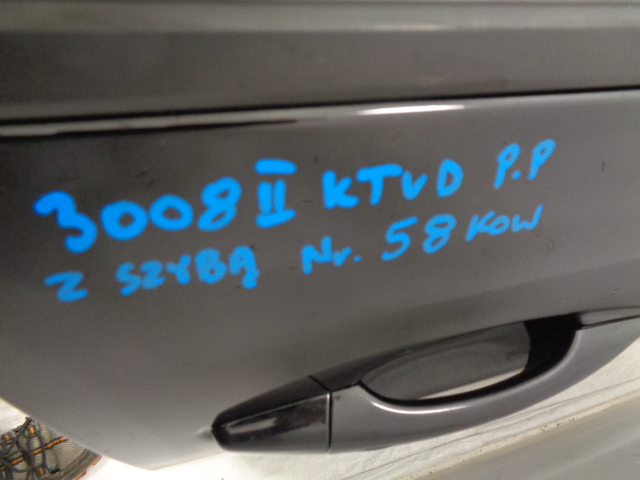 3008 II KTVD P.P
Z SZYBĄ Nr. 58 KOW